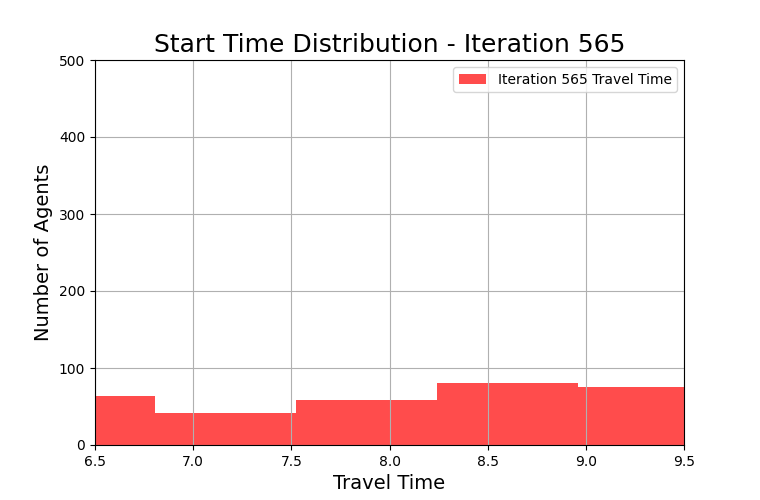 Start Time Distribution - Iteration 565
Iteration 565 Travel Time
Number of Agents
500
400
300
200
100
0
6.5 7.0 7.5 8.0 8.5 9.0 9.5
Travel Time